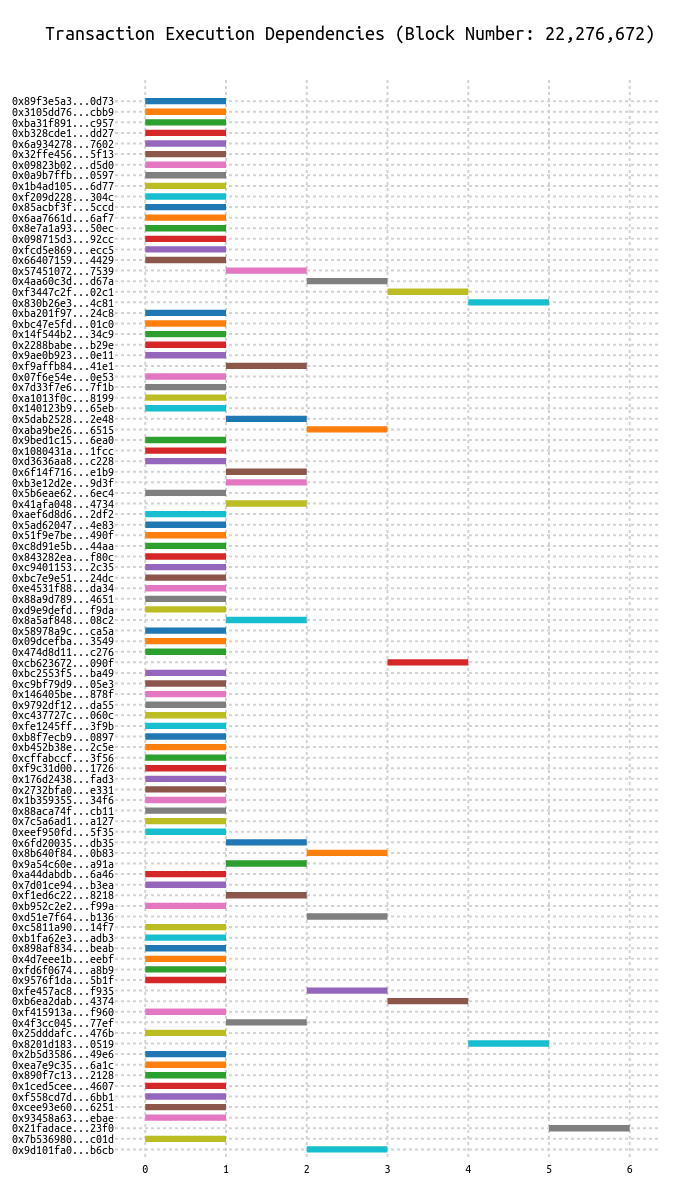 Transaction Execution Dependencies (Block Number: 22,276,672)
0x89f3e5a3...0d73
0x3105dd76...cbb9
0xba31f891...c957
0xb328cde1...dd27
0x6a934278...7602
0x32ffe456...5f13
0x09823b02...d5d0
0x0a9b7ffb...0597
0x1b4ad105...6d77
0xf209d228...304c
0x85acbf3f...5ccd
0x6aa7661d...6af7
0x8e7a1a93...50ec
0x098715d3...92cc
0xfcd5e869...ecc5
0x66407159...4429
0x57451072...7539
0x4aa60c3d...d67a
0xf3447c2f...02c1
0x830b26e3...4c81
0xba201f97...24c8
0xbc47e5fd...01c0
0x14f544b2...34c9
0x2288babe...b29e
0x9ae0b923...0e11
0xf9affb84...41e1
0x07f6e54e...0e53
0x7d33f7e6...7f1b
0xa1013f0c...8199
0x140123b9...65eb
0x5dab2528...2e48
0xaba9be26...6515
0x9bed1c15...6ea0
0x1080431a...1fcc
0xd3636aa8...c228
0x6f14f716...e1b9
0xb3e12d2e...9d3f
0x5b6eae62...6ec4
0x41afa048...4734
0xaef6d8d6...2df2
0x5ad62047...4e83
0x51f9e7be...490f
0xc8d91e5b...44aa
0x843282ea...f80c
0xc9401153...2c35
0xbc7e9e51...24dc
0xe4531f88...da34
0x88a9d789...4651
0xd9e9defd...f9da
0x8a5af848...08c2
0x58978a9c...ca5a
0x09dcefba...3549
0x474d8d11...c276
0xcb623672...090f
0xbc2553f5...ba49
0xc9bf79d9...05e3
0x146405be...878f
0x9792df12...da55
0xc437727c...060c
0xfe1245ff...3f9b
0xb8f7ecb9...0897
0xb452b38e...2c5e
0xcffabccf...3f56
0xf9c31d00...1726
0x176d2438...fad3
0x2732bfa0...e331
0x1b359355...34f6
0x88aca74f...cb11
0x7c5a6ad1...a127
0xeef950fd...5f35
0x6fd20035...db35
0x8b640f84...0b83
0x9a54c60e...a91a
0xa44dabdb...6a46
0x7d01ce94...b3ea
0xf1ed6c22...8218
0xb952c2e2...f99a
0xd51e7f64...b136
0xc5811a90...14f7
0xb1fa62e3...adb3
0x898af834...beab
0x4d7eee1b...eebf
0xfd6f0674...a8b9
0x9576f1da...5b1f
0xfe457ac8...f935
0xb6ea2dab...4374
0xf415913a...f960
0x4f3cc045...77ef
0x25dddafc...476b
0x8201d183...0519
0x2b5d3586...49e6
0xea7e9c35...6a1c
0x890f7c13...2128
0x1ced5cee...4607
0xf558cd7d...6bb1
0xcee93e60...6251
0x93458a63...ebae
0x21fadace...23f0
0x7b536980...c01d
0x9d101fa0...b6cb
0 1 2 3 4 5 6